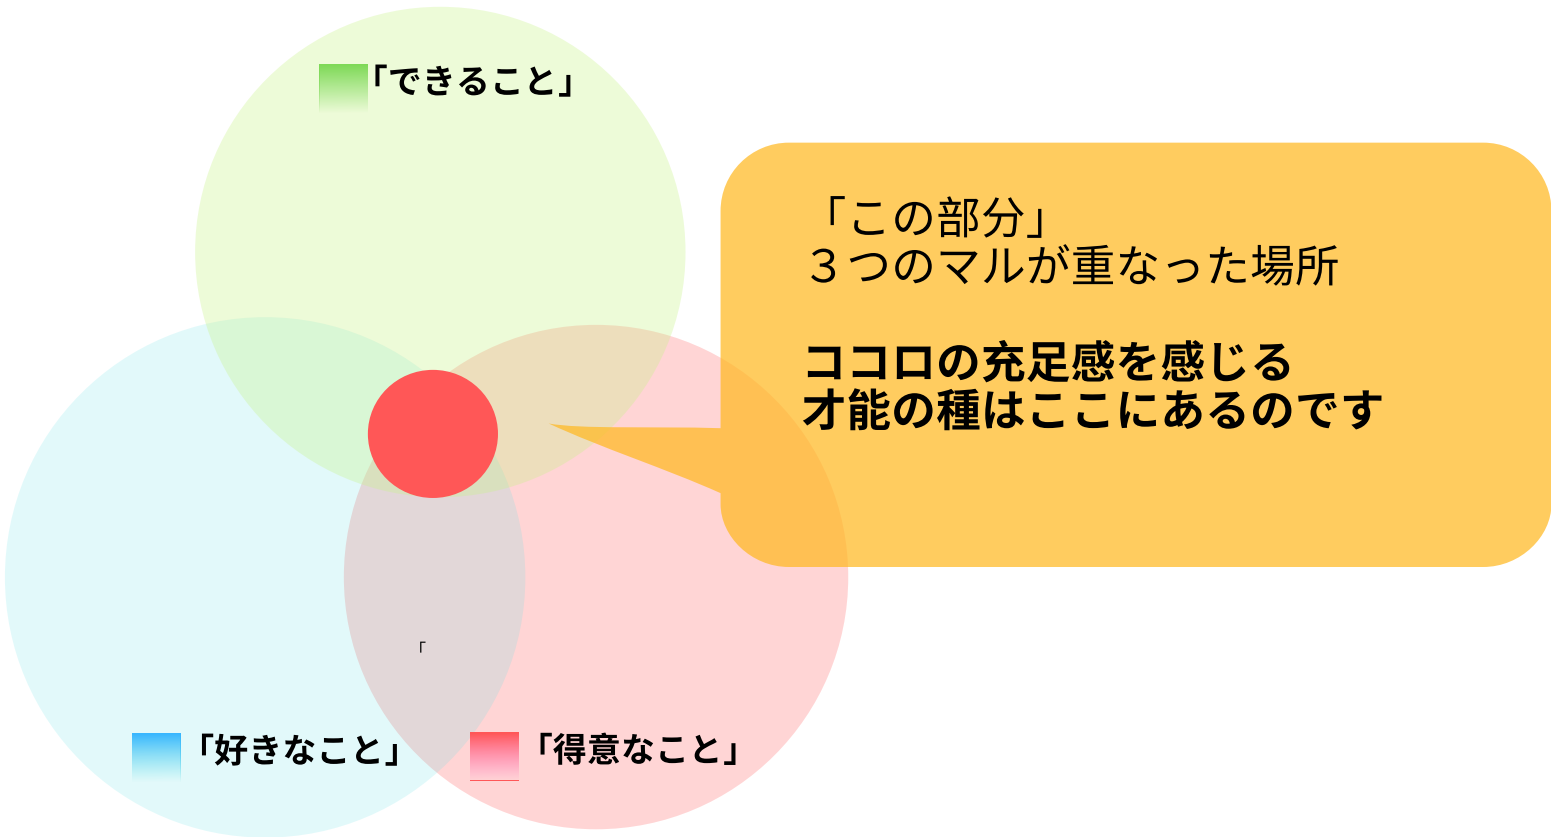 「できること」
「この部分」
３つのマルが重なった場所
ココロの充足感を感じる
才能の種はここにあるのです
「
「好きなこと」
「得意なこと」